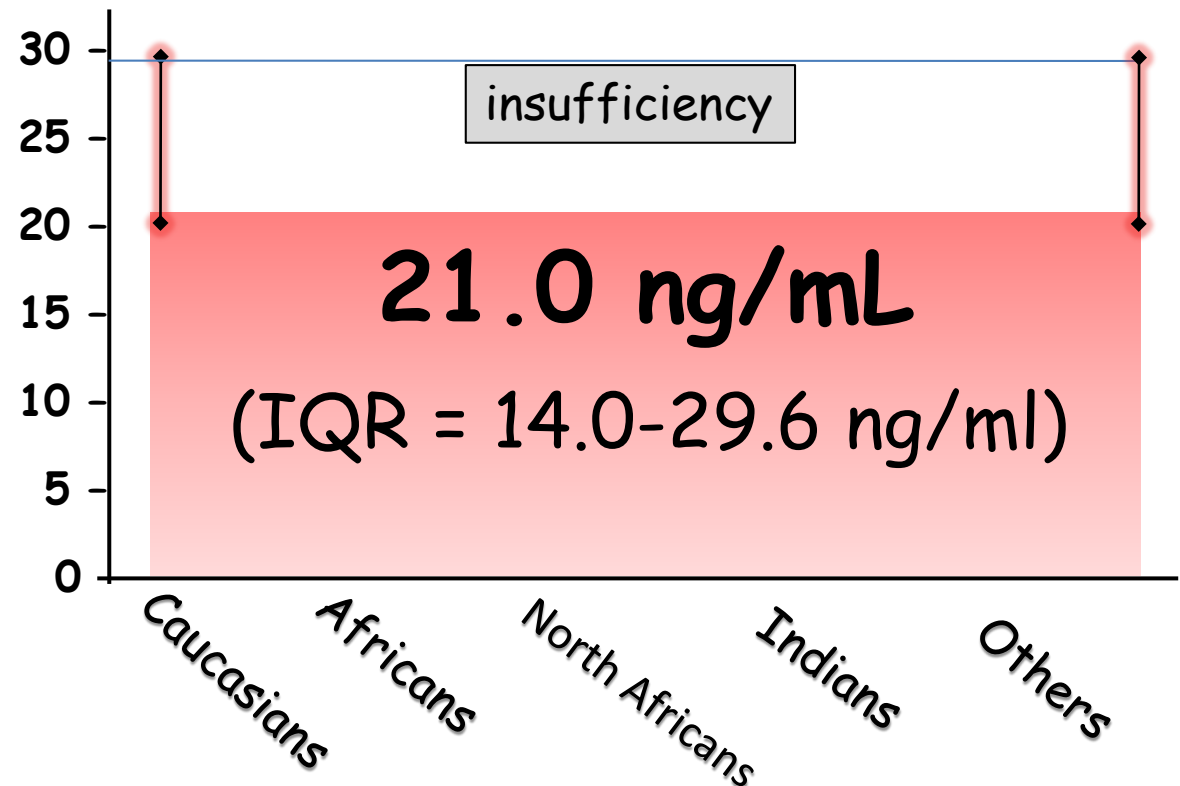 30
insufficiency
25
20
21.0 ng/mL
15
(IQR = 14.0-29.6 ng/ml)
10
5
0
Caucasians
Africans
North Africans
Indians
Others